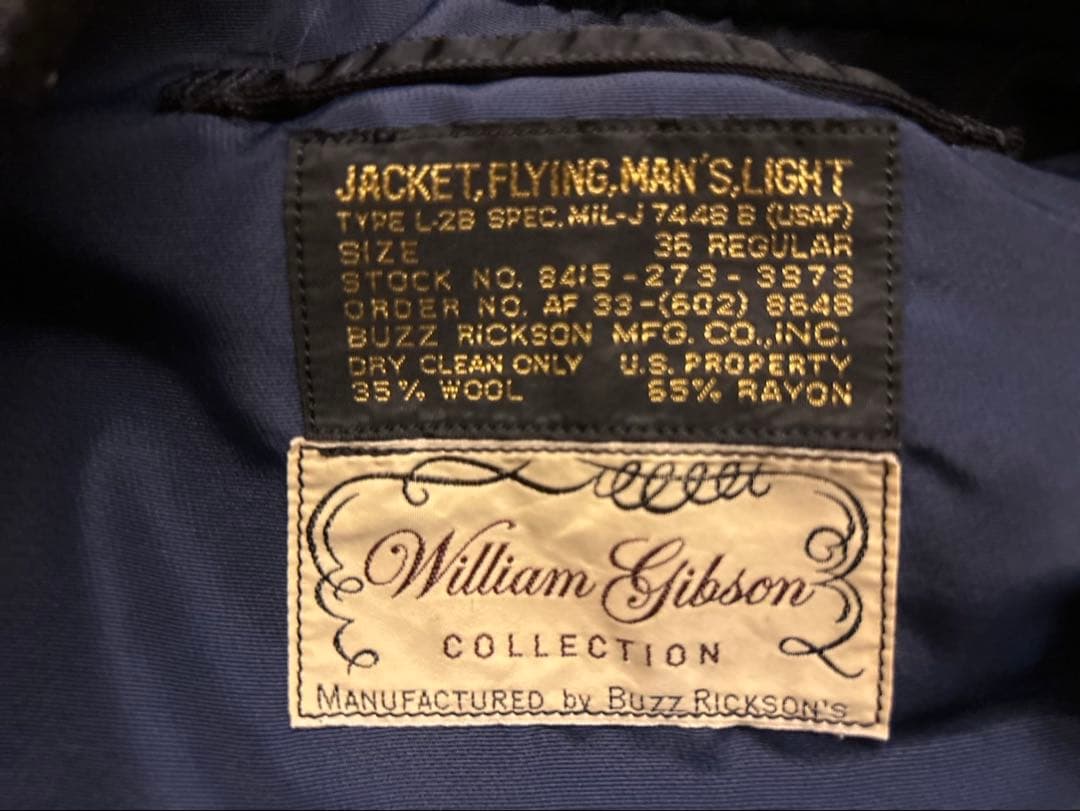 JACKET,FLYING,MAN'S,LIGHT
TYPE L-2B SPEC. MIL-J 7448 B (USAF)
SIZE 36 REGULAR
STOCK NO. 8415-273-3973
ORDER NO. AF 33-(602) 8648
BUZZ RICKSON MFG. CO.,INC.
DRY CLEAN ONLY U.S. PROPERTY
35% WOOL 65% RAYON
William Gibson
COLLECTION
MANUFACTURED by BUZZ RICKSON'S